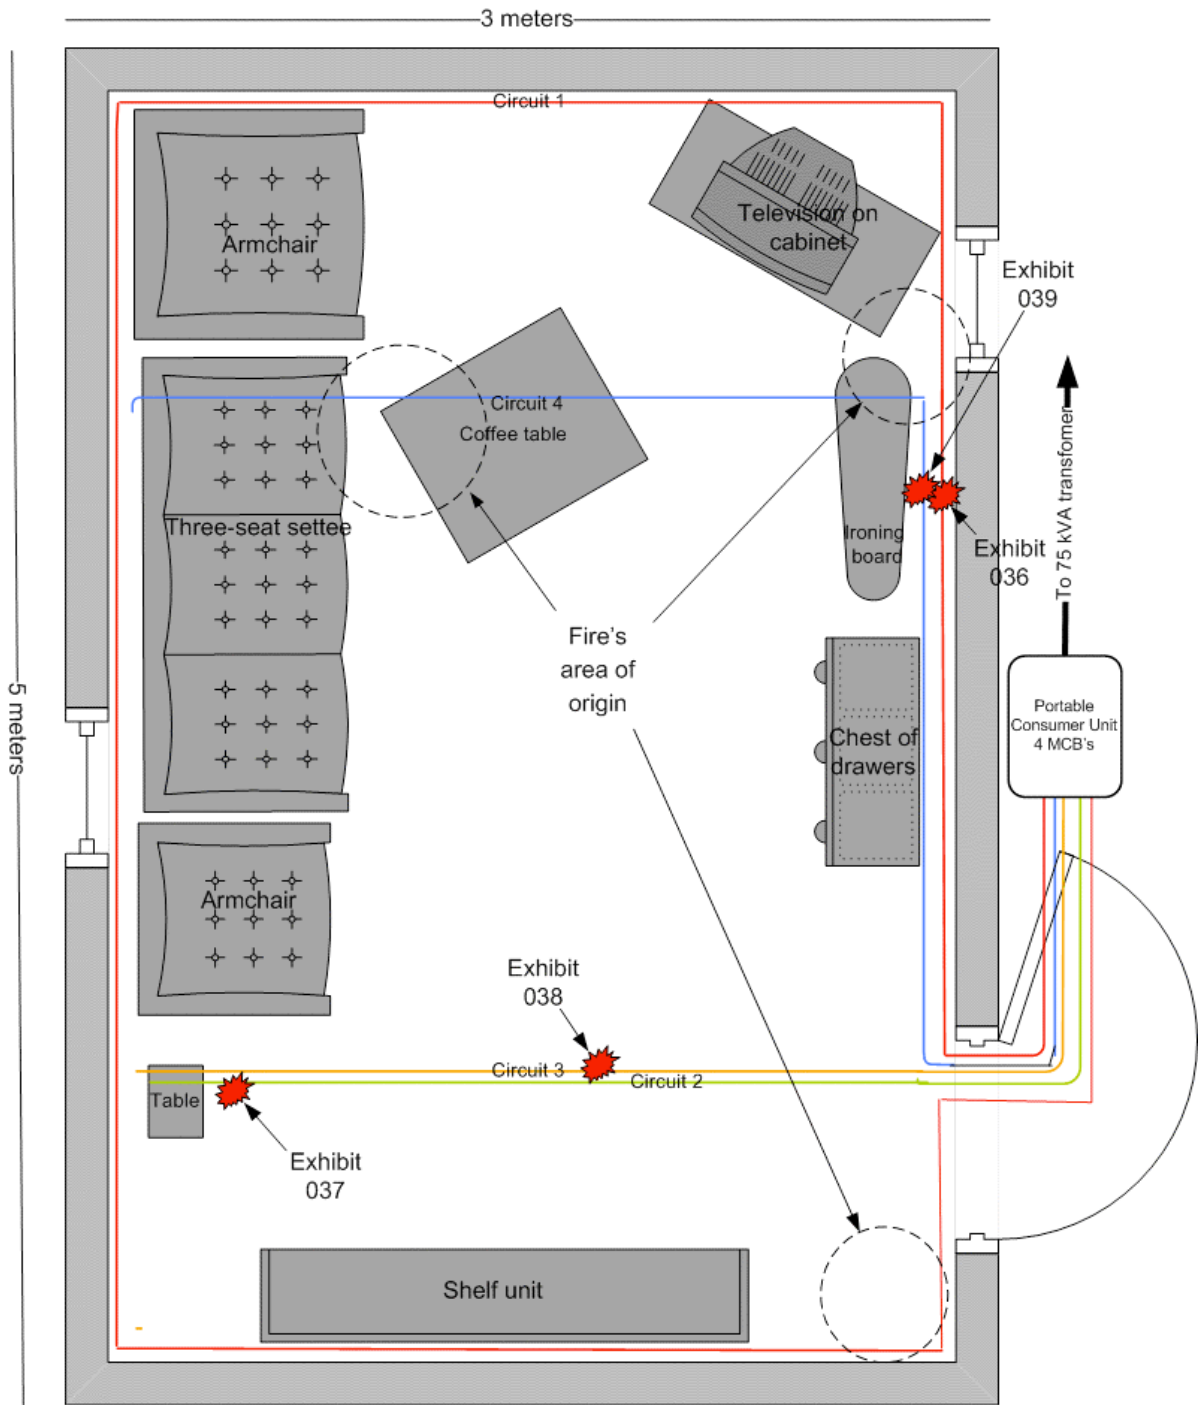 3 meters
Circuit 1
Armchair
Television on
cabinet
Exhibit
039
Circuit 4
Coffee table
To 75 kVA transfomer
Three-seat settee
Ironing
board
Exhibit
036
Fire's
area of
origin
5 meters
Portable
Consumer Unit
4 MCB's
Chest of
drawers
Armchair
Exhibit
038
Circuit 3
Circuit 2
Table
Exhibit
037
Shelf unit